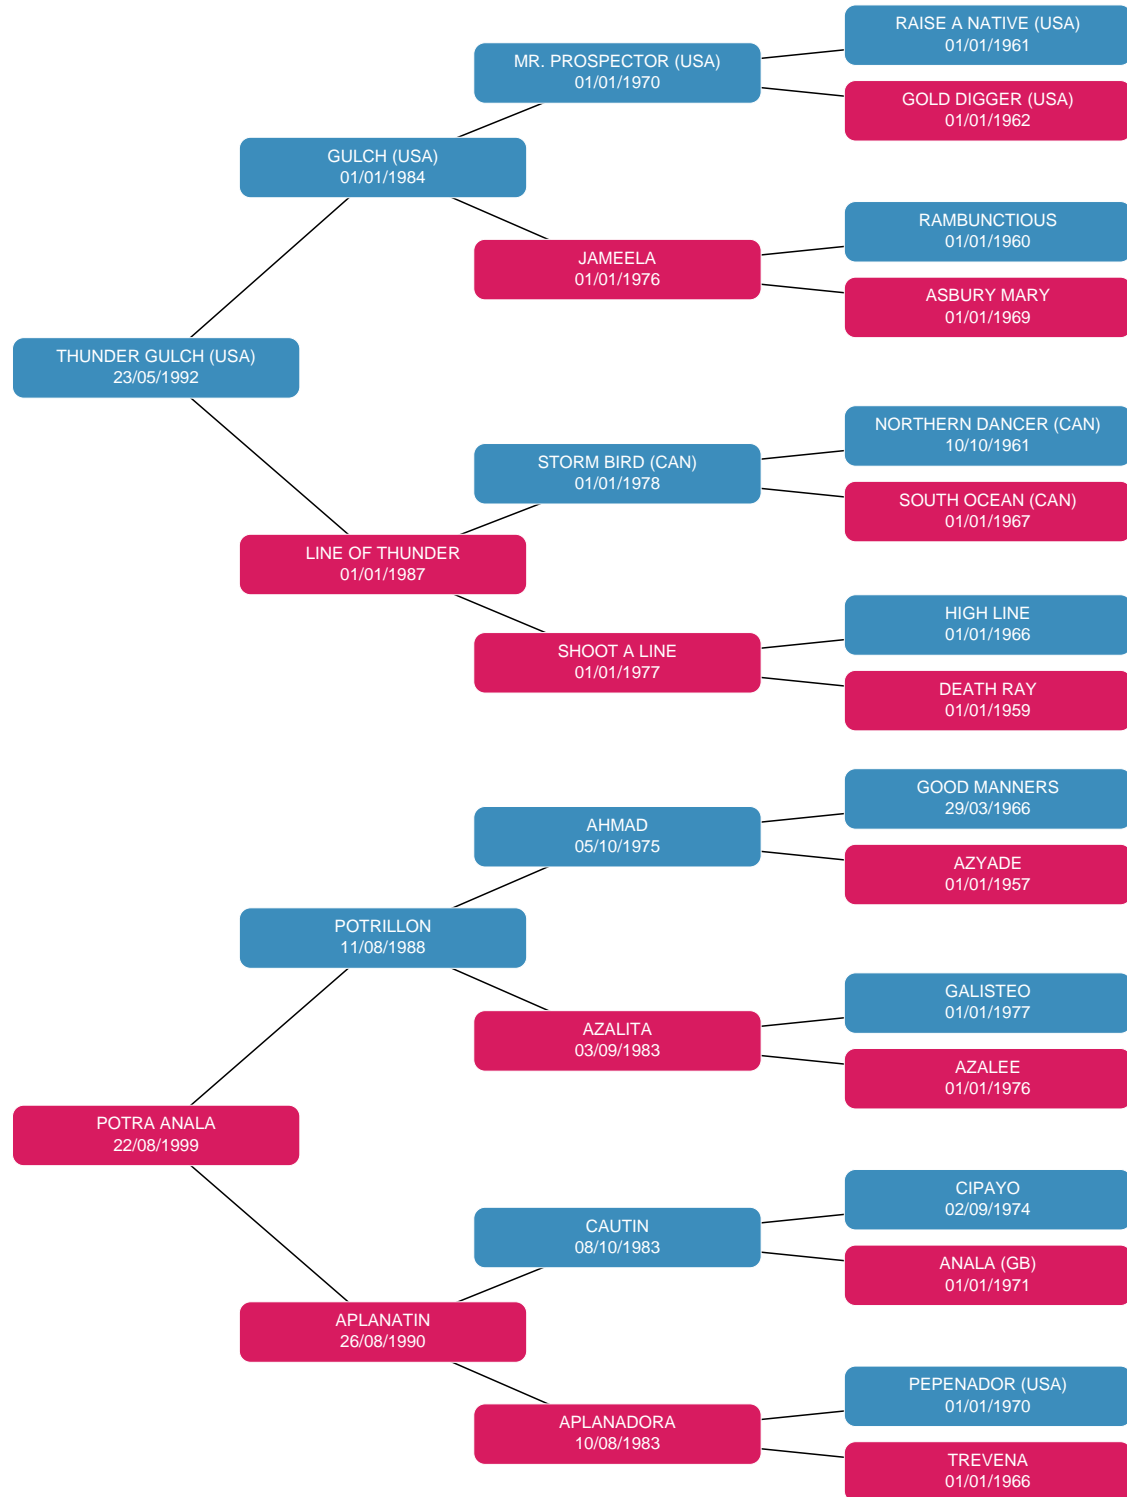 RAISE A NATIVE (USA)
01/01/1961
MR. PROSPECTOR (USA)
01/01/1970
GOLD DIGGER (USA)
01/01/1962
GULCH (USA)
01/01/1984
RAMBUNCTIOUS
01/01/1960
JAMEELA
01/01/1976
ASBURY MARY
01/01/1969
THUNDER GULCH (USA)
23/05/1992
NORTHERN DANCER (CAN)
10/10/1961
STORM BIRD (CAN)
01/01/1978
SOUTH OCEAN (CAN)
01/01/1967
LINE OF THUNDER
01/01/1987
HIGH LINE
01/01/1966
SHOOT A LINE
01/01/1977
DEATH RAY
01/01/1959
GOOD MANNERS
29/03/1966
AHMAD
05/10/1975
AZYADE
01/01/1957
POTRILLON
11/08/1988
GALISTEO
01/01/1977
AZALITA
03/09/1983
AZALEE
01/01/1976
POTRA ANALA
22/08/1999
CIPAYO
02/09/1974
CAUTIN
08/10/1983
ANALA (GB)
01/01/1971
APLANATIN
26/08/1990
PEPENADOR (USA)
01/01/1970
APLANADORA
10/08/1983
TREVENA
01/01/1966